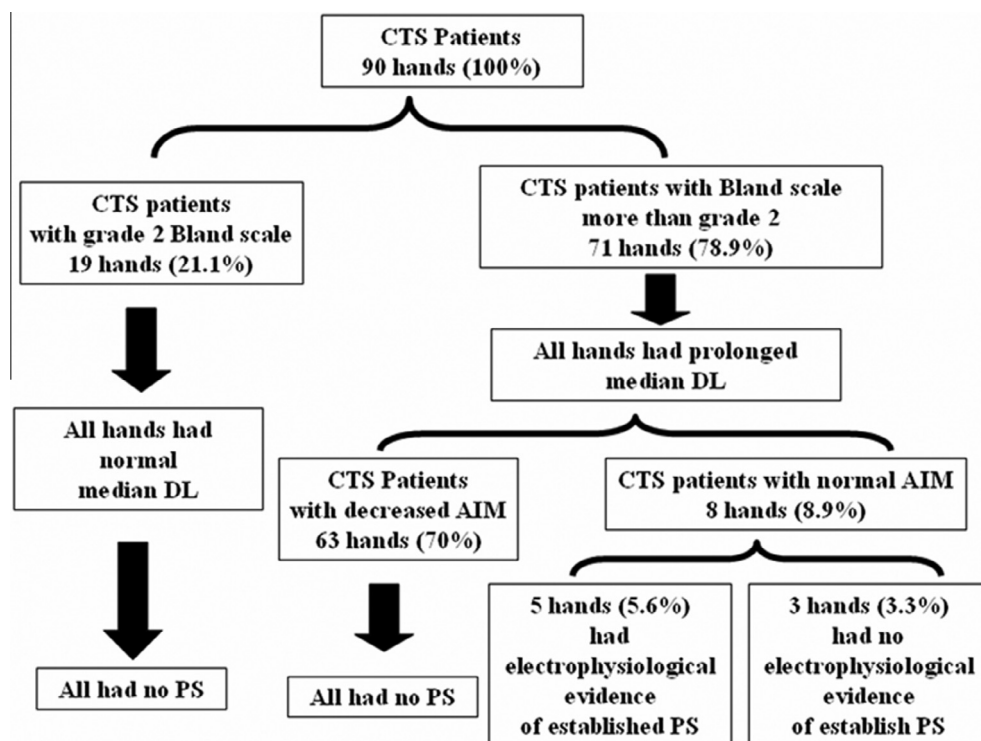 CTS Patients
90 hands (100%)
CTS patients
with grade 2 Bland scale
19 hands (21.1%)
CTS patients with Bland scale
more than grade 2
71 hands (78.9%)
All hands had prolonged
median DL
All hands had
normal
median DL
CTS Patients
with decreased AIM
63 hands (70%)
CTS patients with normal AIM
8 hands (8.9%)
All had no PS
All had no PS
5 hands (5.6%)
had
electrophysiological
evidence
of established PS
3 hands (3.3%)
had no
electrophysiological
evidence
of establish PS